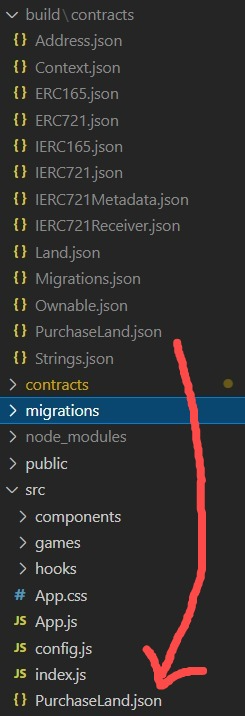 build\contracts
{} Address.json
{} Context.json
{} ERC165.json
{} ERC721.json
{} IERC165.json
{} IERC721.json
{} IERC721Metadata.json
{} IERC721Receiver.json
{} Land.json
{} Migrations.json
{} Ownable.json
{} PurchaseLand.json
{} Strings.json
contracts
migrations
node_modules
public
src
components
games
hooks
# App.css
JS App.js
JS config.js
JS index.js
{} PurchaseLand.json